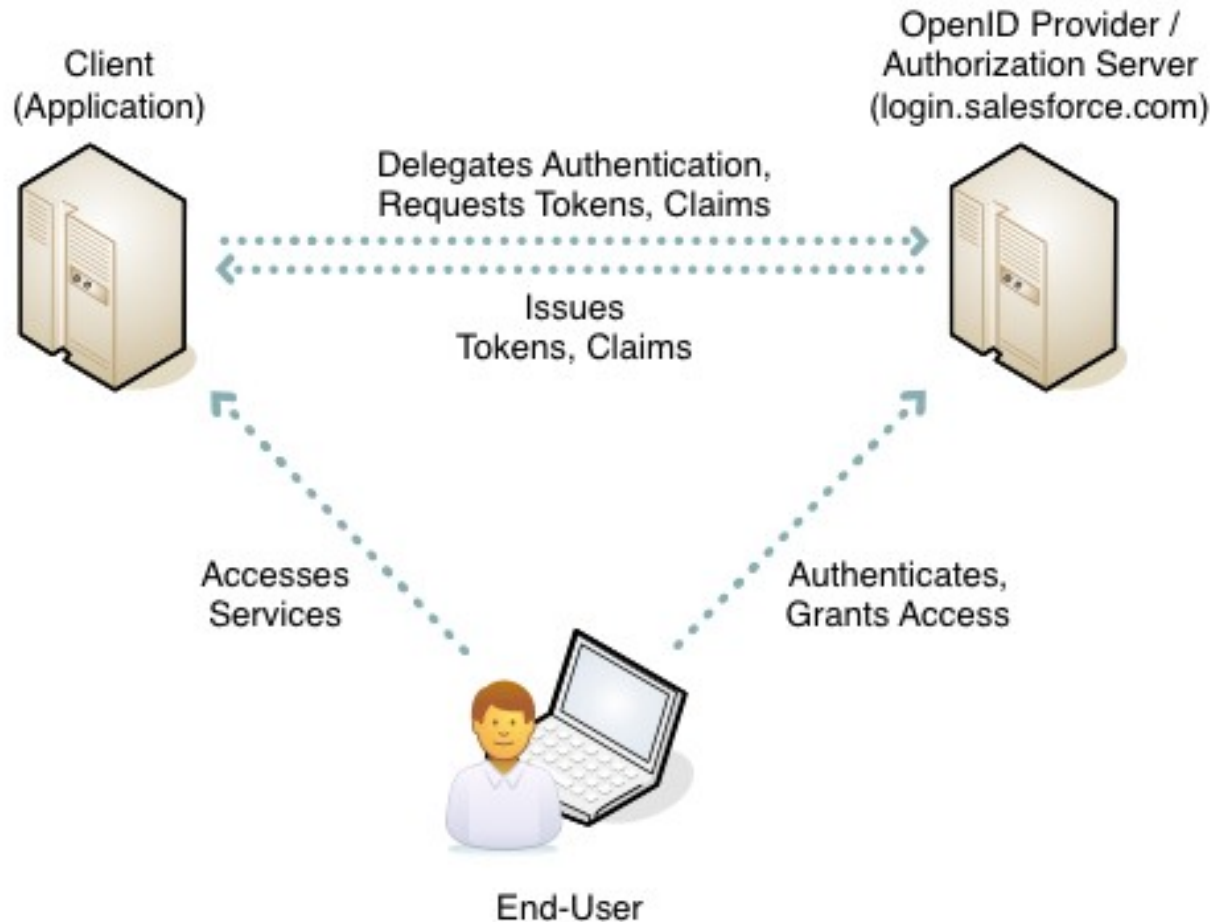 Client
(Application)
OpenID Provider /
Authorization Server
(login.salesforce.com)
Delegates Authentication,
Requests Tokens, Claims
Issues
Tokens, Claims
Accesses
Services
Authenticates,
Grants Access
End-User